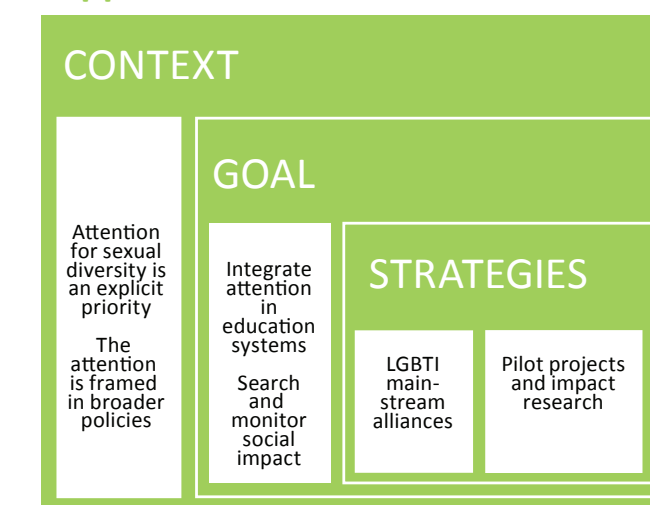 CONTEXT
Attention
for sexual
diversity is
an explicit
priority
The
attention
is framed
in broader
policies
GOAL
Integrate
attention
in
education
systems
Search
and
monitor
social
impact
STRATEGIES
LGBTI
main-
stream
alliances
Pilot projects
and impact
research